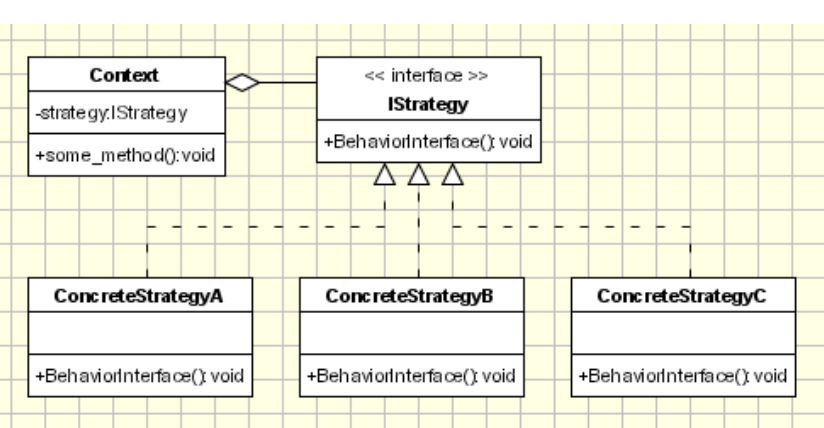 Context
-strategy:IStrategy
+some_method():void
<< interface >>
IStrategy
+BehaviorInterface(): void
ConcreteStrategyA
+BehaviorInterface(): void
ConcreteStrategyB
+BehaviorInterface(): void
ConcreteStrategyC
+BehaviorInterface(): void